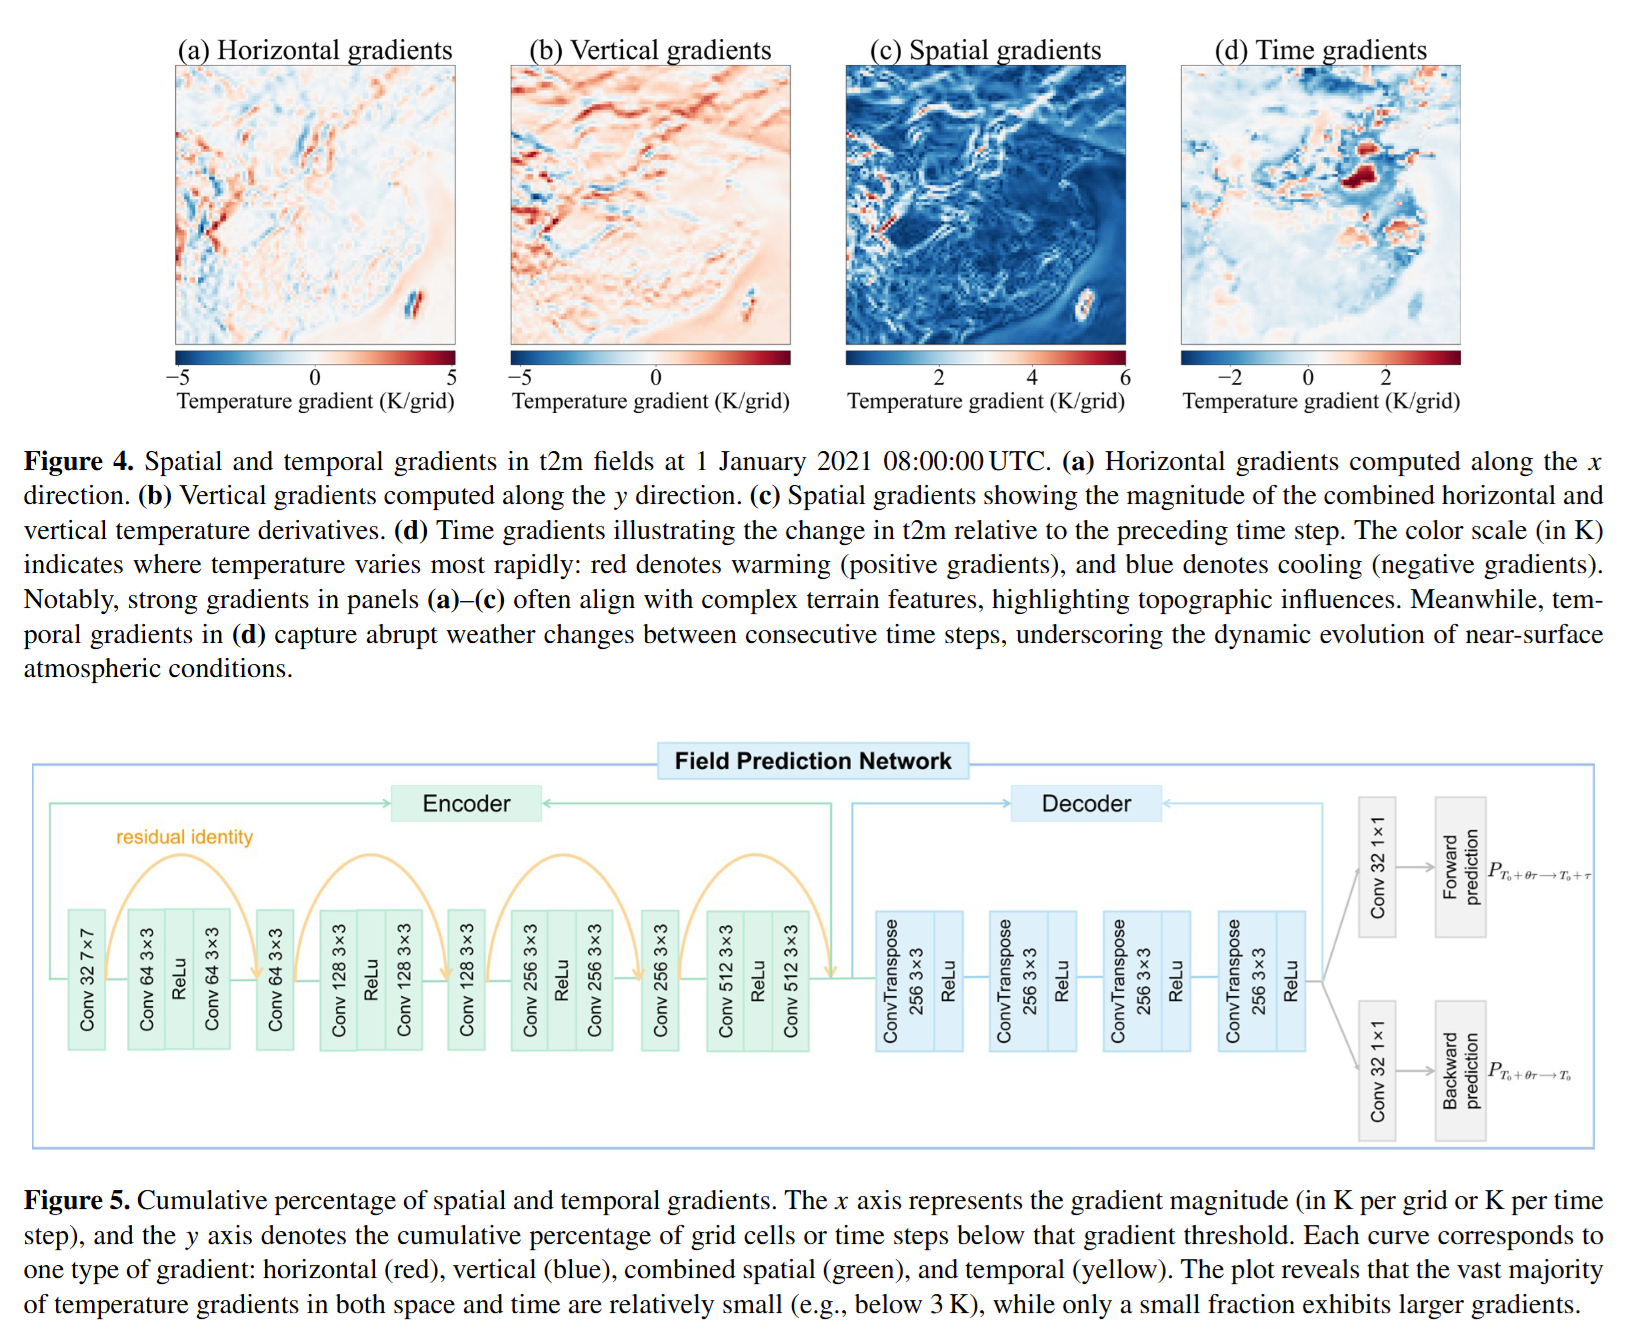 (a) Horizontal gradients
(b) Vertical gradients
(c) Spatial gradients
(d) Time gradients
−5 0 5
−5 0
2 4 6
−2 0 2
Temperature gradient (K/grid)
Temperature gradient (K/grid)
Temperature gradient (K/grid)
Temperature gradient (K/grid)
Figure 4. Spatial and temporal gradients in t2m fields at 1 January 2021 08:00:00 UTC. (a) Horizontal gradients computed along the x
direction. (b) Vertical gradients computed along the y direction. (c) Spatial gradients showing the magnitude of the combined horizontal and
vertical temperature derivatives. (d) Time gradients illustrating the change in t2m relative to the preceding time step. The color scale (in K)
indicates where temperature varies most rapidly: red denotes warming (positive gradients), and blue denotes cooling (negative gradients).
Notably, strong gradients in panels (a)–(c) often align with complex terrain features, highlighting topographic influences. Meanwhile, tem-
poral gradients in (d) capture abrupt weather changes between consecutive time steps, underscoring the dynamic evolution of near-surface
atmospheric conditions.
Field Prediction Network
Encoder
Decoder
residual identity
Conv 32 7×7
Conv 64 3×3
ReLu
Conv 64 3×3
Conv 64 3×3
Conv 128 3×3
ReLu
Conv 128 3×3
Conv 128 3×3
Conv 256 3×3
ReLu
Conv 256 3×3
Conv 256 3×3
Conv 512 3×3
ReLu
Conv 512 3×3
ConvTranspose
256 3×3
ReLu
ConvTranspose
256 3×3
ReLu
ConvTranspose
256 3×3
ReLu
ConvTranspose
256 3×3
ReLu
Conv 32 1×1
Forward
prediction
P_{T₀+θτ→T₀+τ}
Conv 32 1×1
Backward
prediction
P_{T₀+θτ→T₀}
Figure 5. Cumulative percentage of spatial and temporal gradients. The x axis represents the gradient magnitude (in K per grid or K per time
step), and the y axis denotes the cumulative percentage of grid cells or time steps below that gradient threshold. Each curve corresponds to
one type of gradient: horizontal (red), vertical (blue), combined spatial (green), and temporal (yellow). The plot reveals that the vast majority
of temperature gradients in both space and time are relatively small (e.g., below 3 K), while only a small fraction exhibits larger gradients.